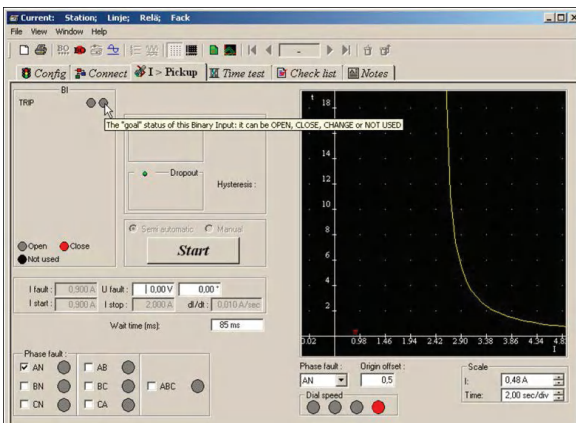 Current: Station; Linje; Relä; Fack
File View Window Help
Config Connect I > Pickup Time test Check list Notes
BI
TRIP
The "goal" status of this Binary Input: it can be OPEN, CLOSE, CHANGE or NOT USED
Dropout
Hysteresis :
Semi automatic Manual
Open Close
Not used
Start
I fault : 0,900 A U fault : 0,00 V 0,00 °
I start : 0,900 A I stop : 2,000 A dI/dt : 0,010 A/sec
Wait time (ms): 85 ms
Phase fault :
AN AB
BN BC ABC
CN CA
t
18
14
12
10
8
6
4
2
0.02 0.98 1.46 1.94 2.42 2.90 3.38 3.86 4.34 4.8
I
Phase fault : Origin offset :
AN 0,5
Dial speed
Scale
I: 0,48 A
Time: 2,00 sec/div